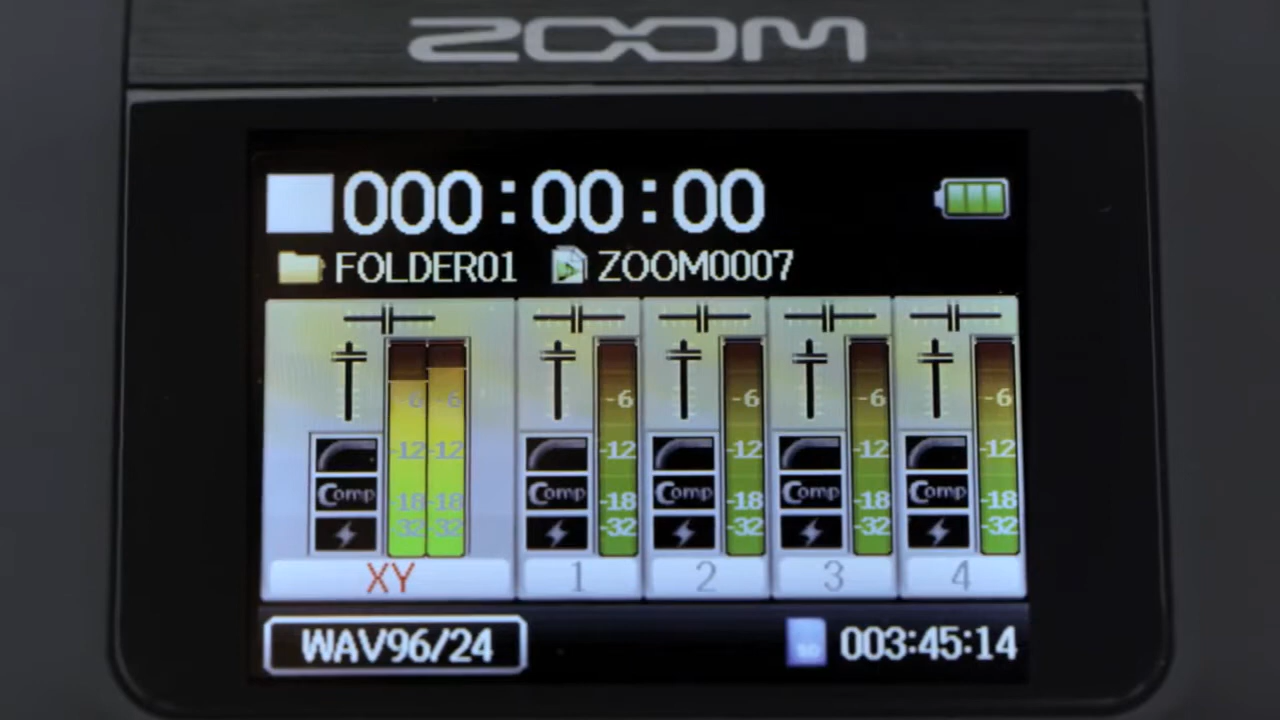 ZOOM
000:00:00
FOLDER01 ZOOM0007
-6 -6 -6 -6 -6 -6
-12 -12 -12 -12 -12 -12
Comp Comp Comp Comp Comp
-18 -18 -18 -18 -18 -18
-32 -32 -32 -32 -32 -32
XY 1 2 3 4
WAV96/24 SD 003:45:14